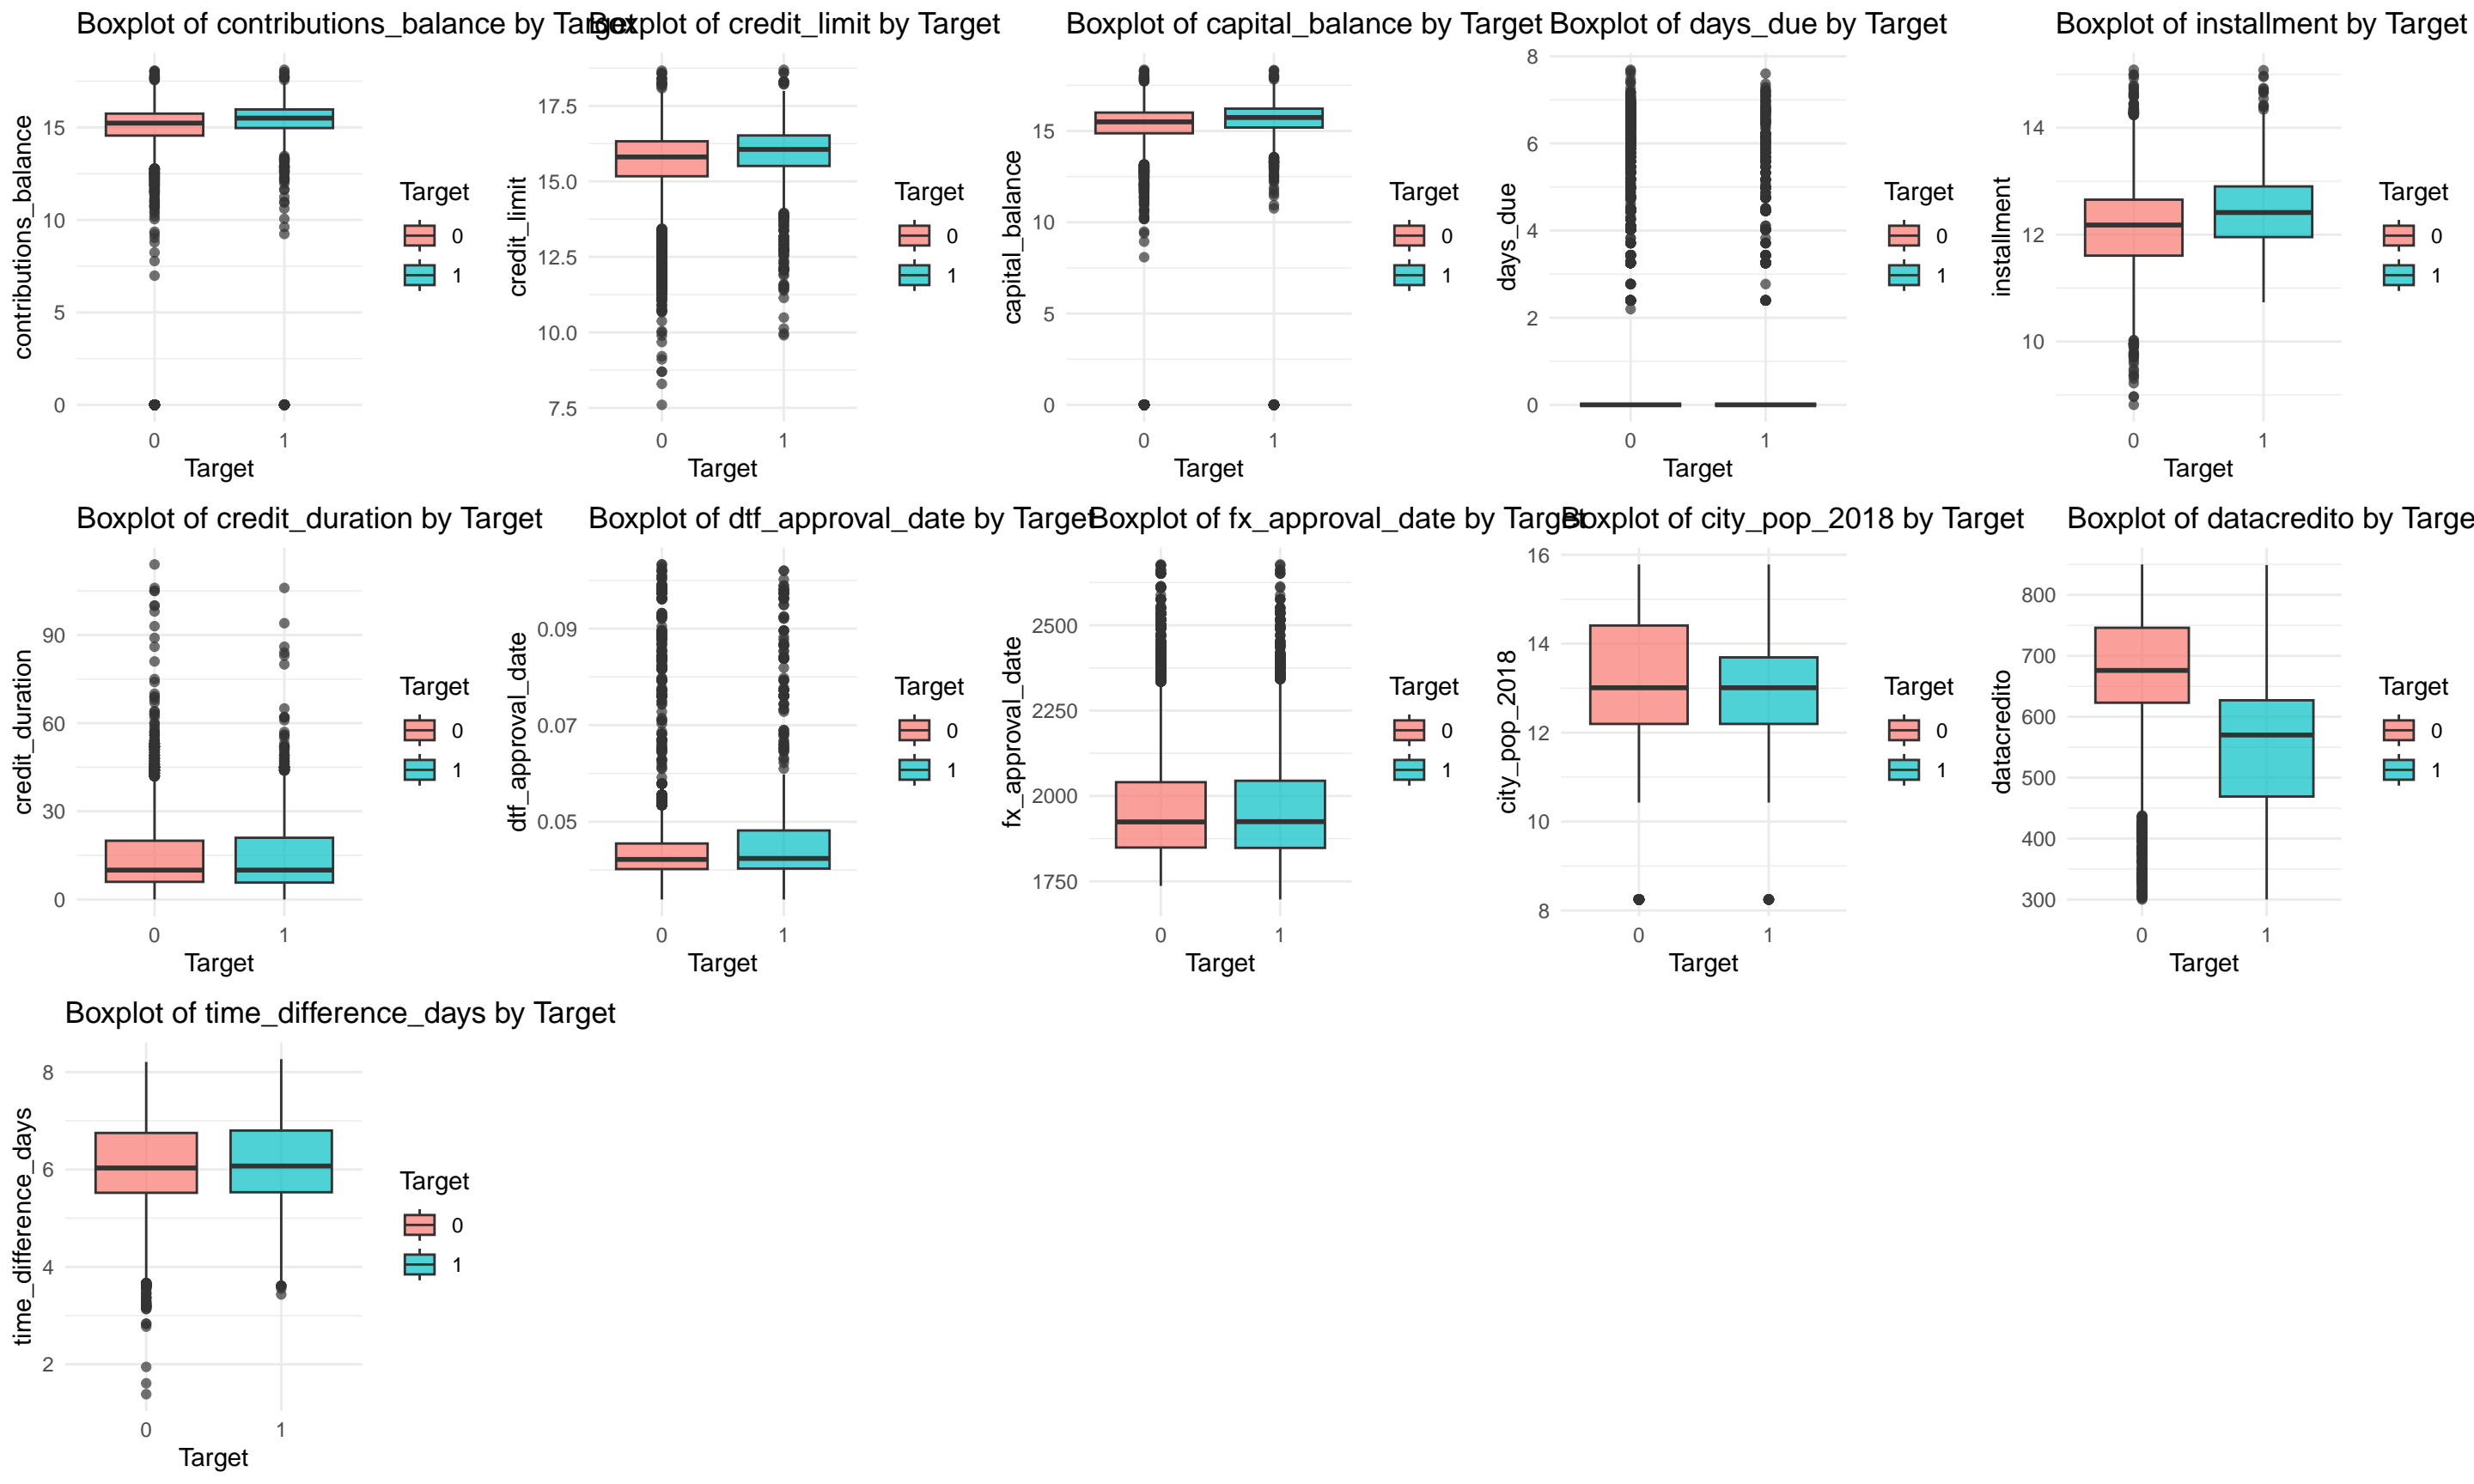 Boxplot of contributions_balance by Target
contributions_balance
15
10
5
0
0 1
Target
Target
0
1
Boxplot of credit_limit by Target
credit_limit
17.5
15.0
12.5
10.0
7.5
0 1
Target
Target
0
1
Boxplot of capital_balance by Target
capital_balance
15
10
5
0
0 1
Target
Target
0
1
Boxplot of days_due by Target
days_due
8
6
4
2
0
0 1
Target
Target
0
1
Boxplot of installment by Target
installment
14
12
10
0 1
Target
Target
0
1
Boxplot of credit_duration by Target
credit_duration
90
60
30
0
0 1
Target
Target
0
1
Boxplot of dtf_approval_date by Target
dtf_approval_date
0.09
0.07
0.05
0 1
Target
Target
0
1
Boxplot of fx_approval_date by Target
fx_approval_date
2500
2250
2000
1750
0 1
Target
Target
0
1
Boxplot of city_pop_2018 by Target
city_pop_2018
16
14
12
10
8
0 1
Target
Target
0
1
Boxplot of datacredito by Targe
datacredito
800
700
600
500
400
300
0 1
Target
Target
0
1
Boxplot of time_difference_days by Target
time_difference_days
8
6
4
2
0 1
Target
Target
0
1